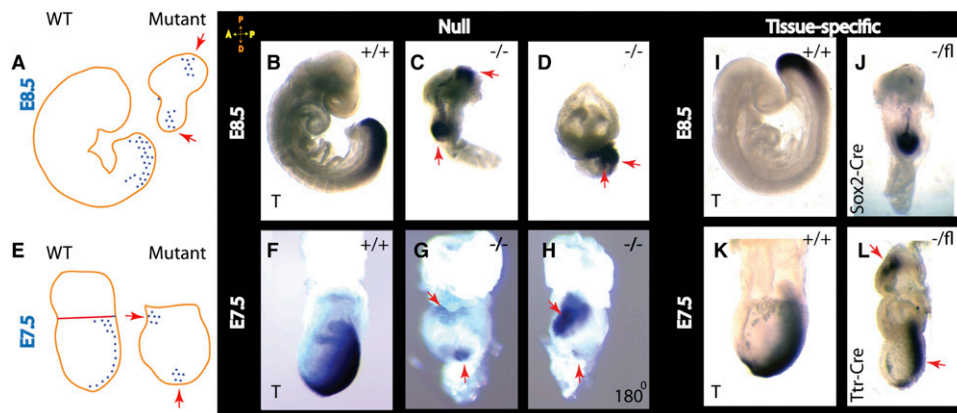 WT
Mutant
A
E8.5
E
WT
Mutant
E7.5
P
A P
D
Null
Tissue-specific
E8.5
B
+/+
T
C
-/-
D
-/-
E7.5
F
+/+
T
G
-/-
H
-/-
180⁰
E8.5
I
+/+
T
J
-/fl
Sox2-Cre
E7.5
K
+/+
T
L
-/fl
Ttr-Cre